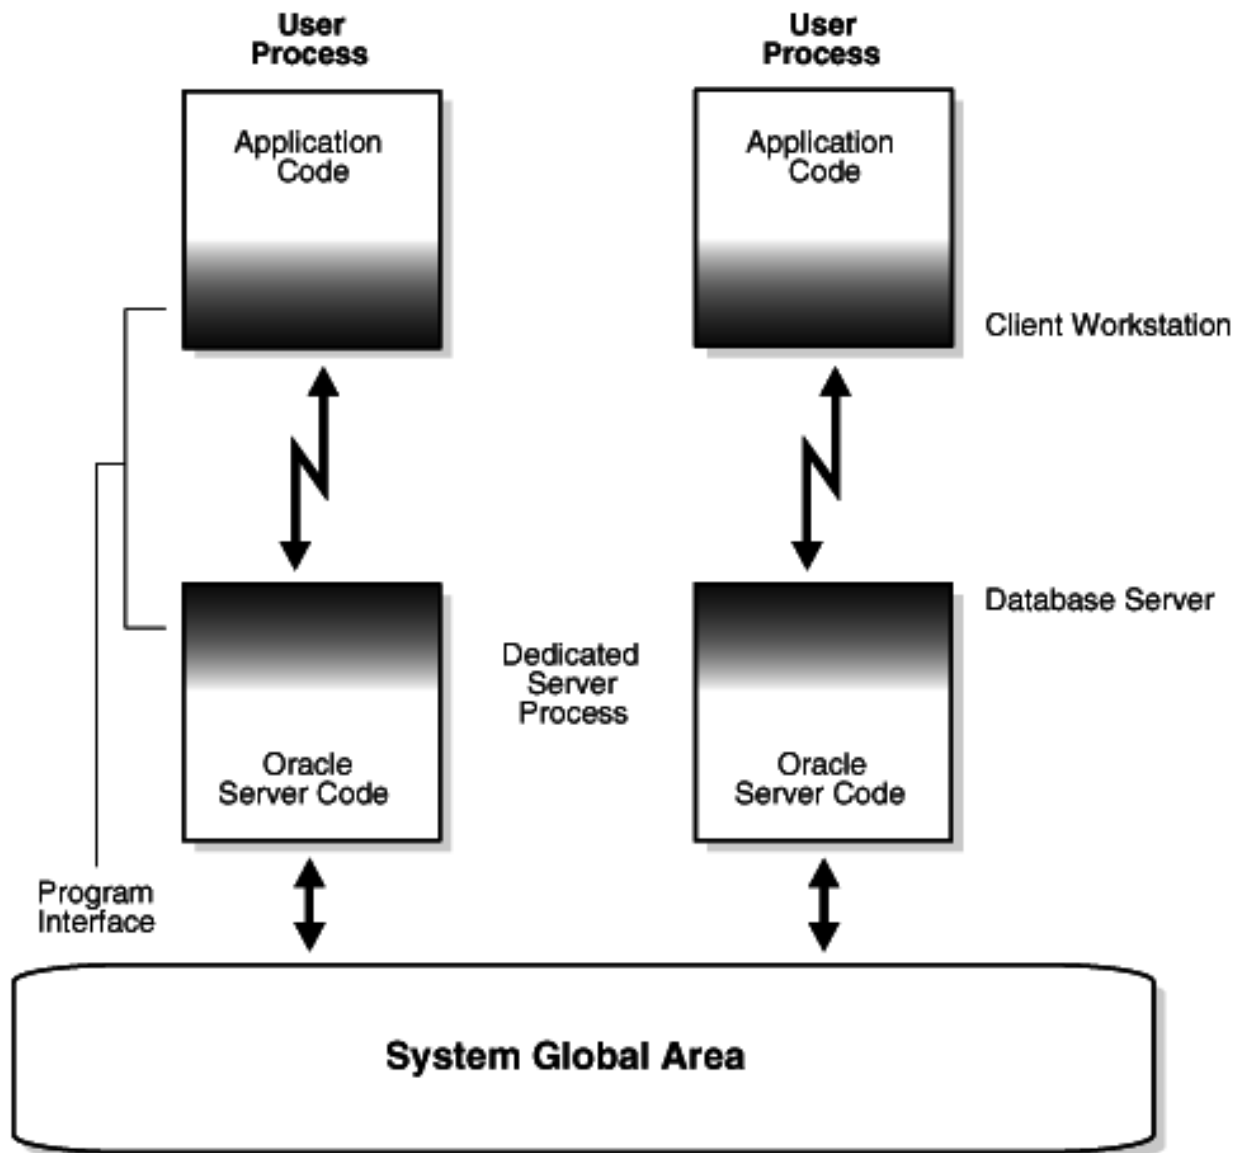 User
Process
User
Process
Application
Code
Application
Code
Client Workstation
Database Server
Dedicated
Server
Process
Oracle
Server Code
Oracle
Server Code
Program
Interface
System Global Area